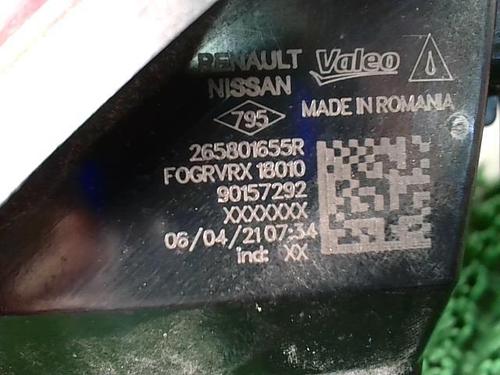 RENAULT
NISSAN
Valeo
MADE IN ROMANIA
795
265801655R
FOGRVRX 18010
90157292
XXXXXXX
06/04/21 07:34
ind: XX